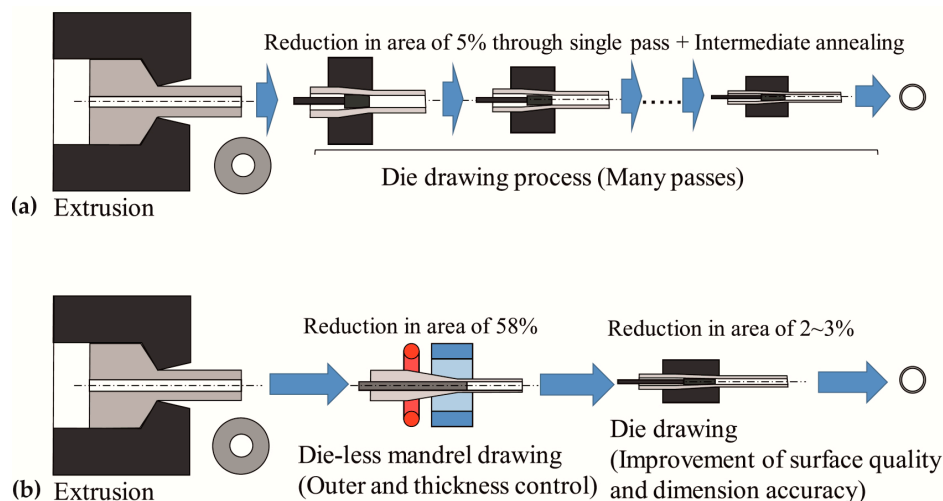 Reduction in area of 5% through single pass + Intermediate annealing
Die drawing process (Many passes)
(a) Extrusion
Reduction in area of 58%
Reduction in area of 2~3%
Die-less mandrel drawing
(Outer and thickness control)
Die drawing
(Improvement of surface quality
and dimension accuracy)
(b) Extrusion